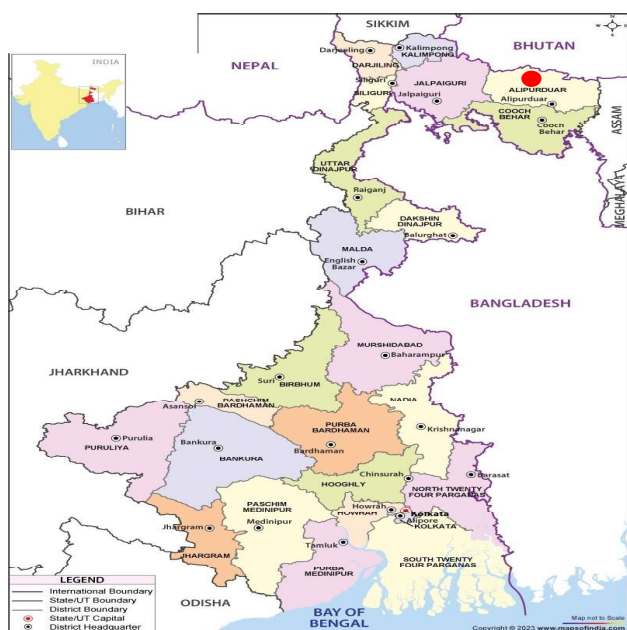 SIKKIM
N
INDIA
Darjeeling
Kalimpong
KALIMPONG
BHUTAN
NEPAL
DARJILING
Siliguri
SILIGURI
JALPAIGURI
Jalpaiguri
ALIPURDUAR
Alipurduar
COOCH
BEHAR
Cooch
Behar
ASSAM
MEGHALAYA
UTTAR
DINAJPUR
Raiganj
BIHAR
DAKSHIN
DINAJPUR
Balurghat
MALDA
English
Bazar
BANGLADESH
MURSHIDABAD
Baharampur
JHARKHAND
Suri
BIRBHUM
NADIA
Asansol
PASHCHIM
BARDHAMAN
PURBA
BARDHAMAN
Krishnanagar
Purulia
PURULIYA
Bankura
BANKURA
Bardhaman
Chinsurah
HOOGHLY
Barasat
NORTH TWENTY
FOUR PARGANAS
PASCHIM
MEDINIPUR
Howrah
HOWRAH
Kolkata
Alipore
KOLKATA
Jhargram
JHARGRAM
Medinipur
Tamluk
PURBA
MEDINIPUR
SOUTH TWENTY
FOUR PARGANAS
LEGEND
International Boundary
State/UT Boundary
District Boundary
State/UT Capital
District Headquarter
ODISHA
BAY OF
BENGAL
Map not to Scale
Copyright © 2023 www.mapsofindia.com